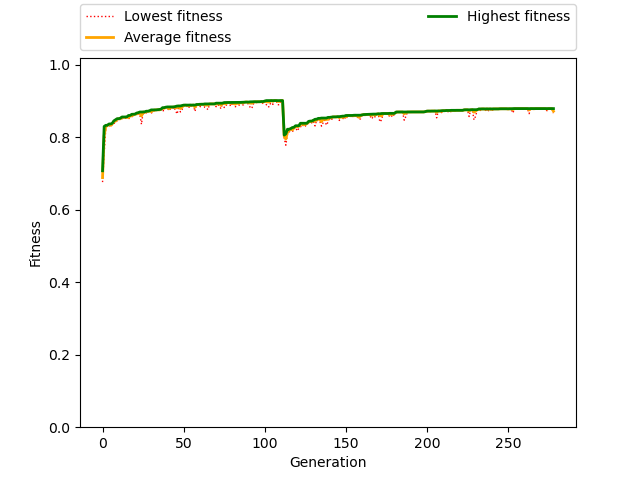 Lowest fitness
Average fitness
Highest fitness
1.0
0.8
0.6
0.4
0.2
0.0
Fitness
0 50 100 150 200 250
Generation